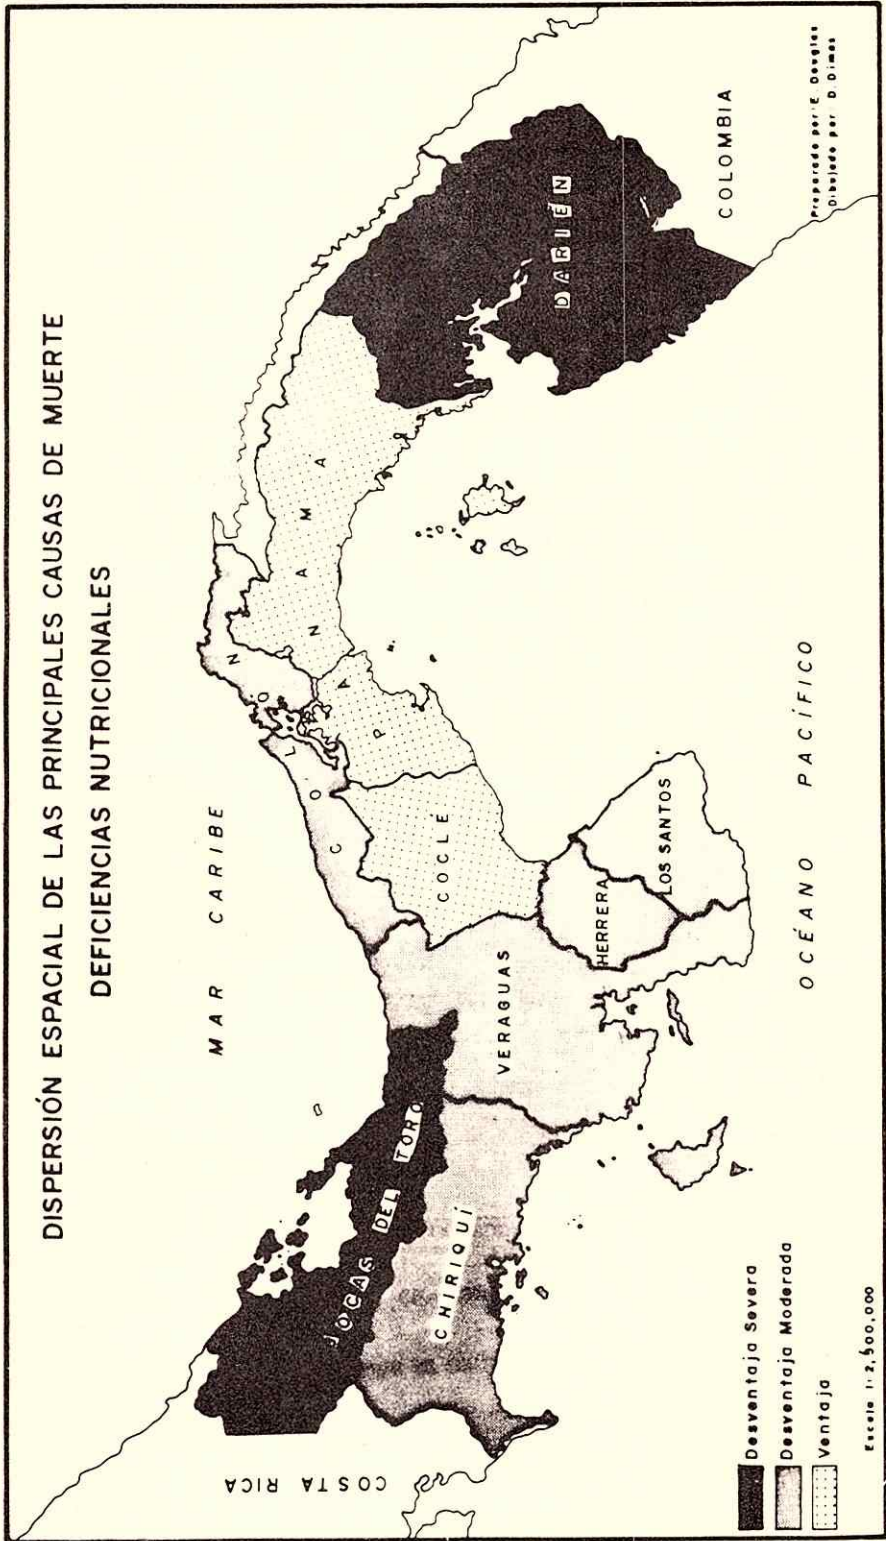 DISPERSIÓN ESPACIAL DE LAS PRINCIPALES CAUSAS DE MUERTE
DEFICIENCIAS NUTRICIONALES
MAR CARIBE
COSTA RICA
BOCAS DEL TORO
CHIRIQUÍ
VERAGUAS
COLÓN
COCLÉ
PANAMA
HERRERA
LOS SANTOS
DARIÉN
COLOMBIA
OCÉANO PACÍFICO
Desventaja Severa
Desventaja Moderada
Ventaja
Escala 1:2,500,000
Preparado por: E. Douglas
Dibujado por: D. Dimas